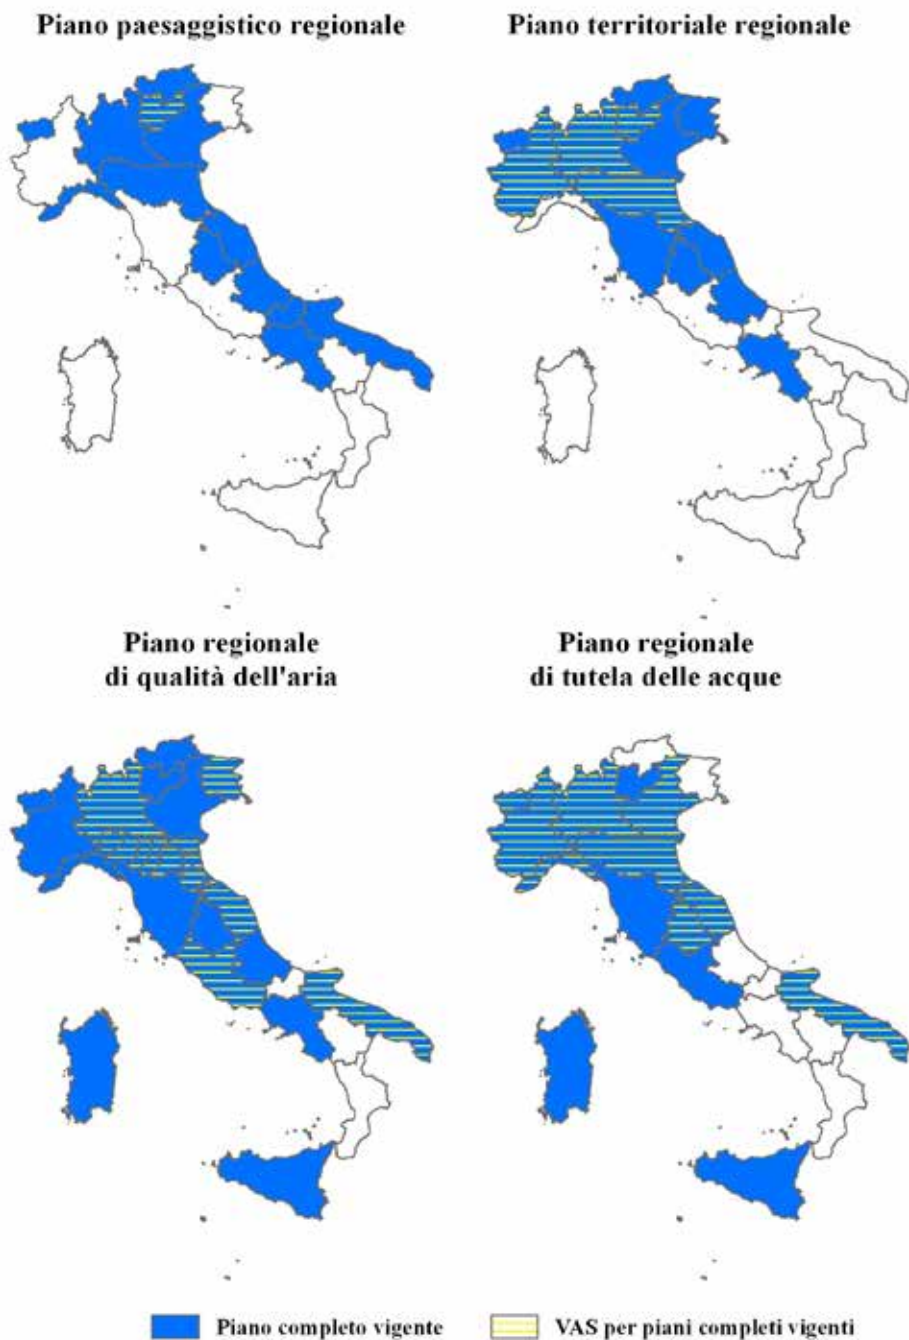 Piano paesaggistico regionale
Piano territoriale regionale
Piano regionale
di qualità dell'aria
Piano regionale
di tutela delle acque
Piano completo vigente
VAS per piani completi vigenti